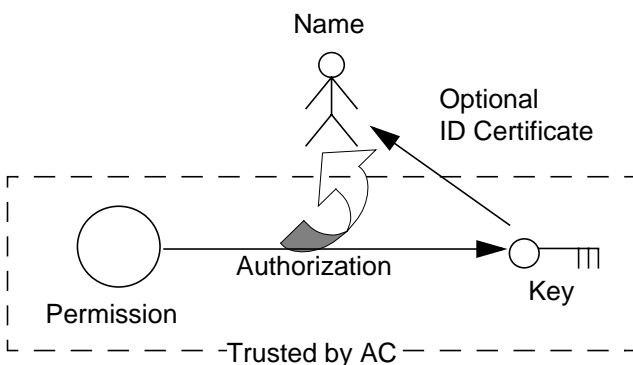 Name
Optional
ID Certificate
Authorization
Key
Permission
Trusted by AC